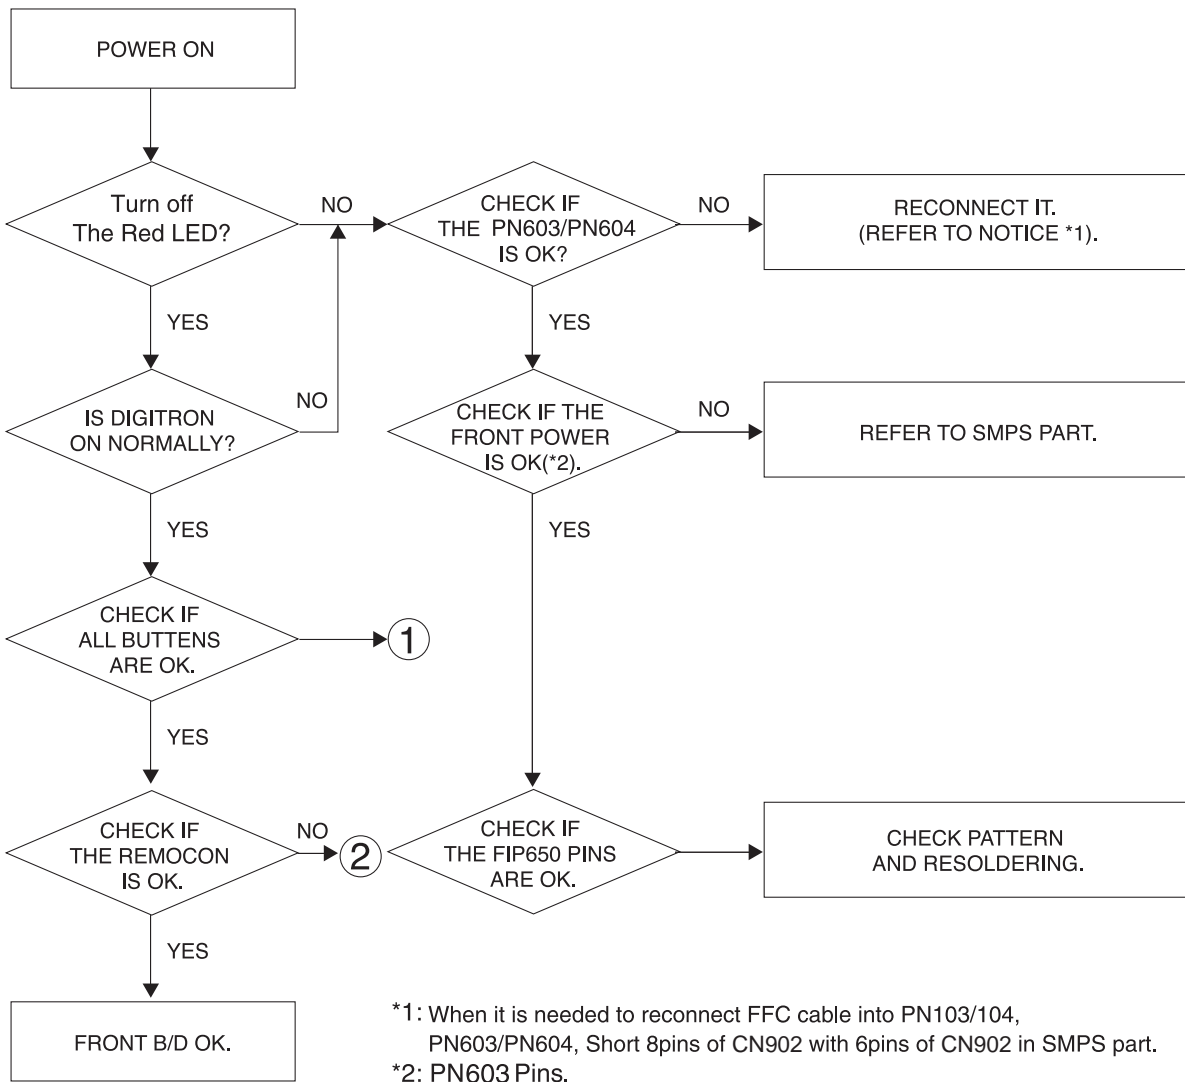 POWER ON
Turn off
The Red LED?
NO
CHECK IF
THE PN603/PN604
IS OK?
NO
RECONNECT IT.
(REFER TO NOTICE *1).
YES
YES
IS DIGITRON
ON NORMALLY?
NO
CHECK IF THE
FRONT POWER
IS OK(*2).
NO
REFER TO SMPS PART.
YES
YES
CHECK IF
ALL BUTTENS
ARE OK.
1
YES
CHECK IF
THE REMOCON
IS OK.
NO
2
CHECK IF
THE FIP650 PINS
ARE OK.
CHECK PATTERN
AND RESOLDERING.
YES
FRONT B/D OK.
*1: When it is needed to reconnect FFC cable into PN103/104,
PN603/PN604, Short 8pins of CN902 with 6pins of CN902 in SMPS part.
*2: PN603 Pins.